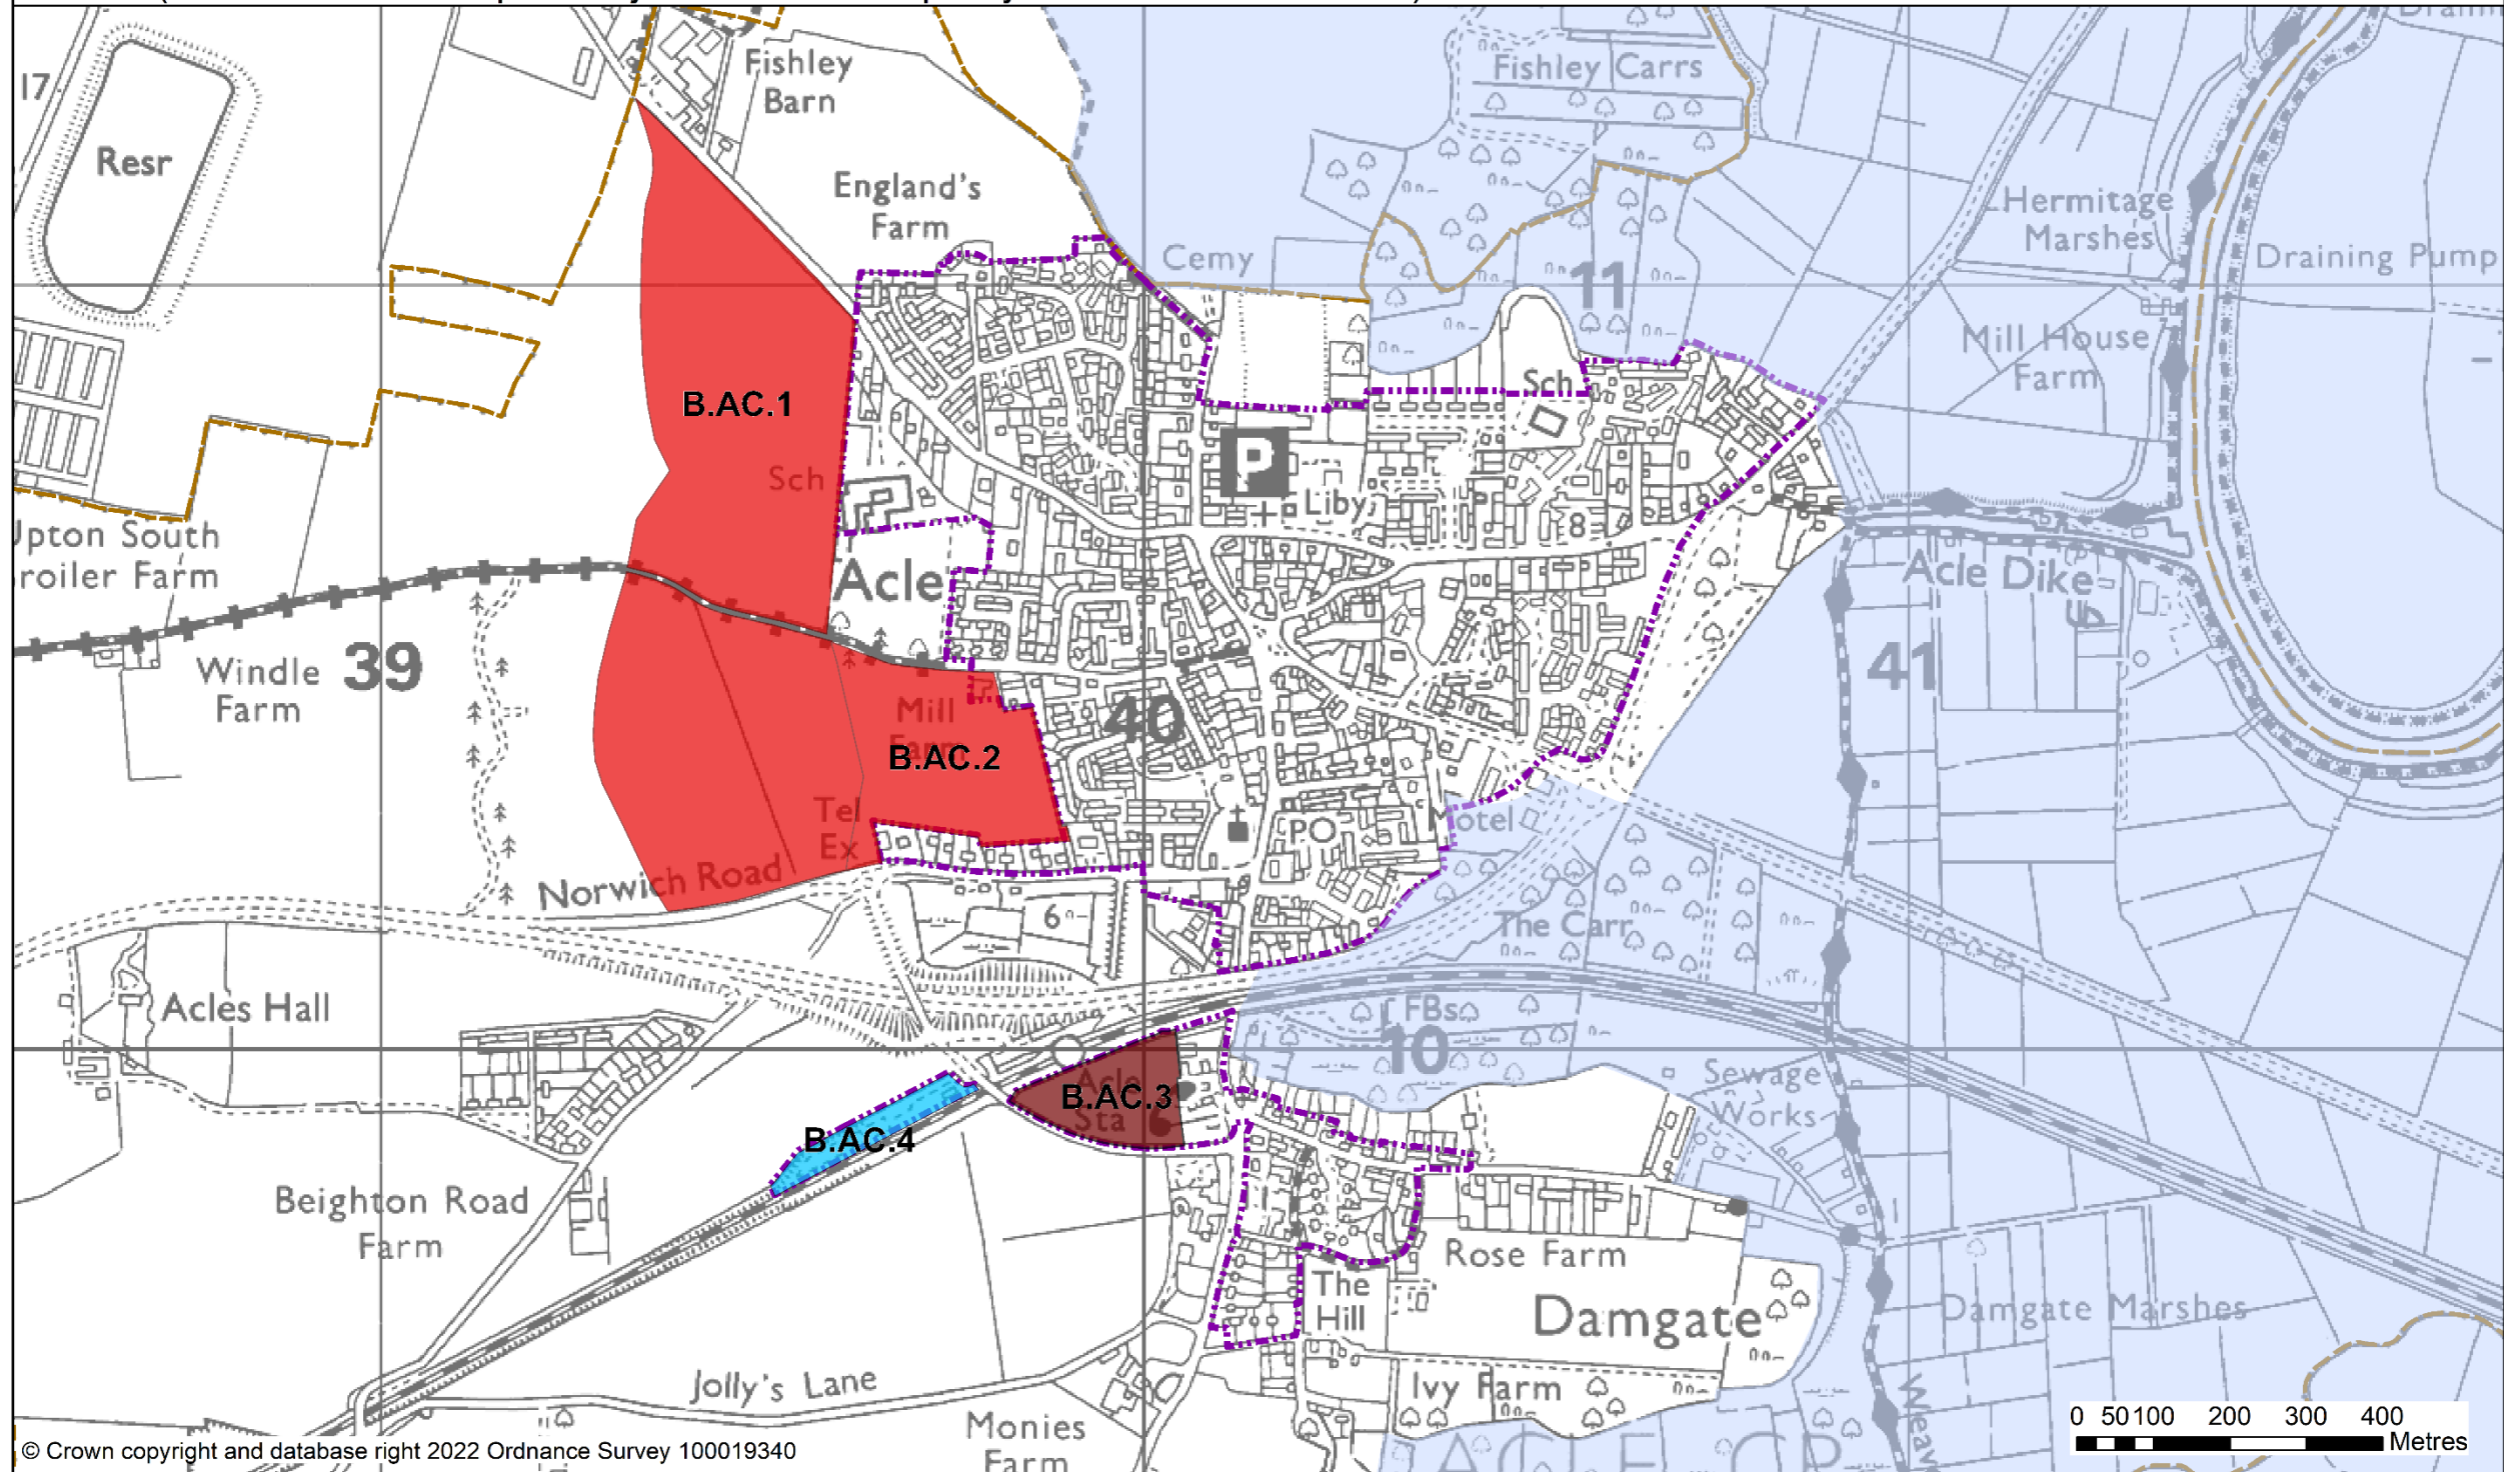 Fishley
Barn
Fishley Carrs
17
Resr
England's
Farm
Hermitage
Marshes
Cemy
Draining Pump
11
Mill House
Farm
B.AC.1
Sch
Sch
P
Liby
8
Upton South
Broiler Farm
Acle
Acle Dike
Windle
Farm
39
41
40
Mill
Farm
B.AC.2
Tel
Ex
PO
Motel
Norwich Road
6
The Carr
Acles Hall
FBs
10
Acle
Sta
B.AC.3
Sewage
Works
B.AC.4
Beighton Road
Farm
Rose Farm
The
Hill
Damgate
Damgate Marshes
Jolly's Lane
Ivy Farm
Monies
Farm
ACLE CP
0 50 100 200 300 400
Metres
© Crown copyright and database right 2022 Ordnance Survey 100019340